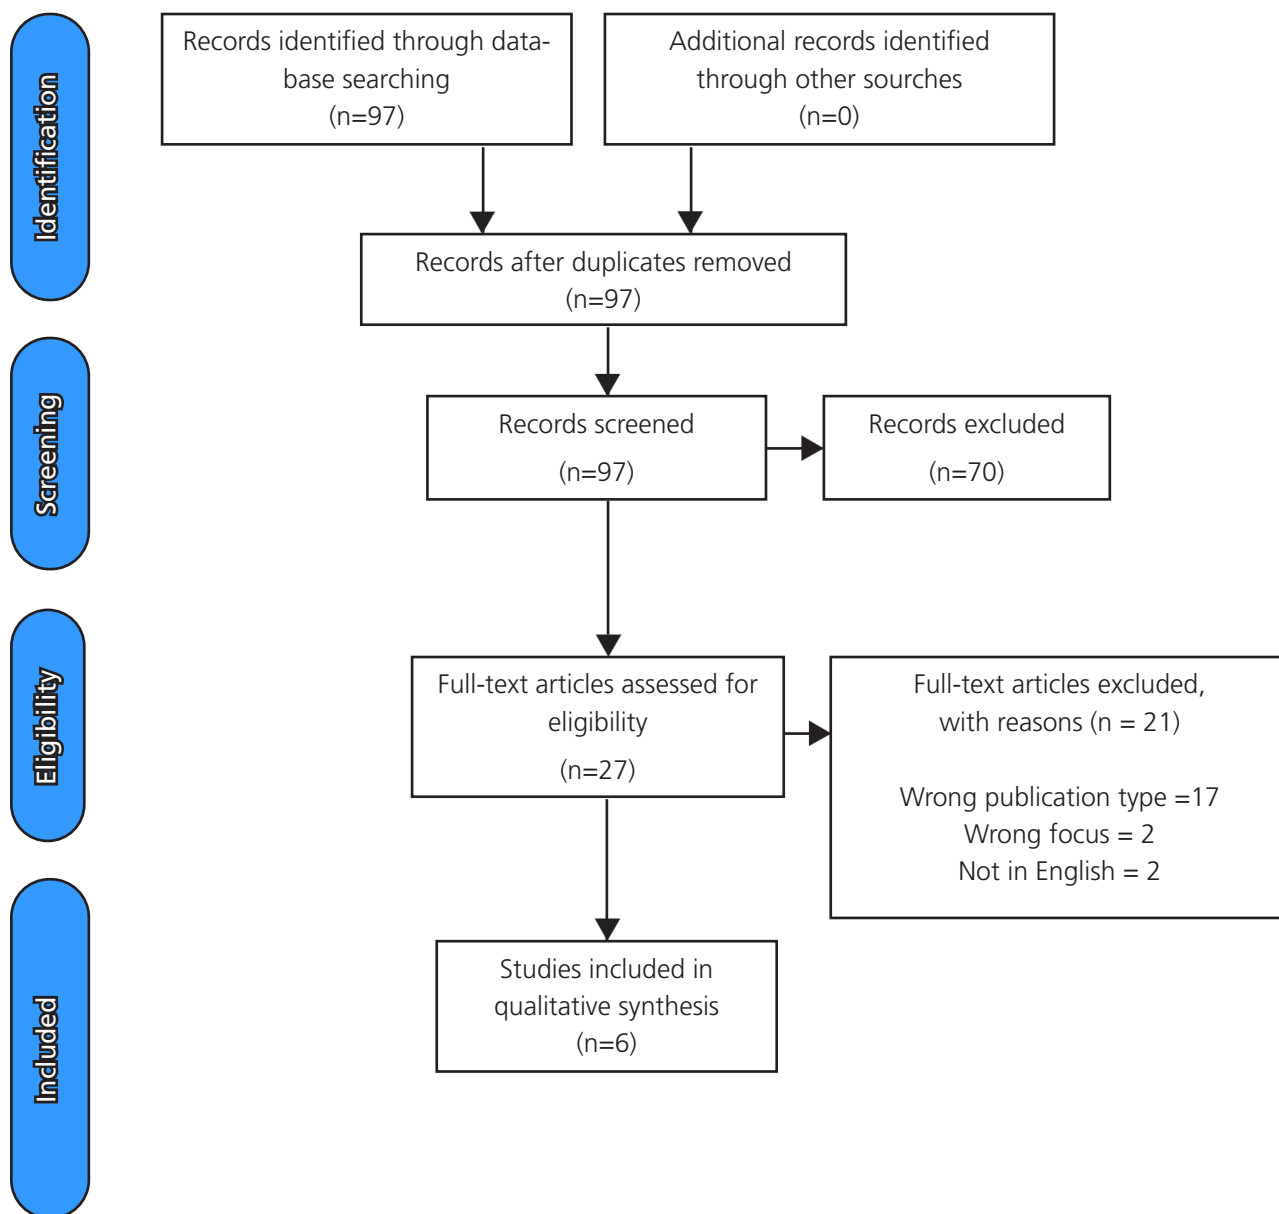 Identification
Records identified through data-
base searching
(n=97)
Additional records identified
through other sourches
(n=0)
Records after duplicates removed
(n=97)
Screening
Records screened
(n=97)
Records excluded
(n=70)
Eligibility
Full-text articles assessed for
eligibility
(n=27)
Full-text articles excluded,
with reasons (n = 21)
Wrong publication type =17
Wrong focus = 2
Not in English = 2
Included
Studies included in
qualitative synthesis
(n=6)